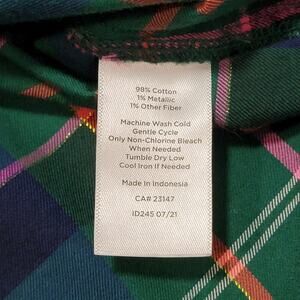 98% Cotton
1% Metallic
1% Other Fiber
Machine Wash Cold
Gentle Cycle
Only Non-Chlorine Bleach
When Needed
Tumble Dry Low
Cool Iron If Needed
Made In Indonesia
CA# 23147
ID245 07/21